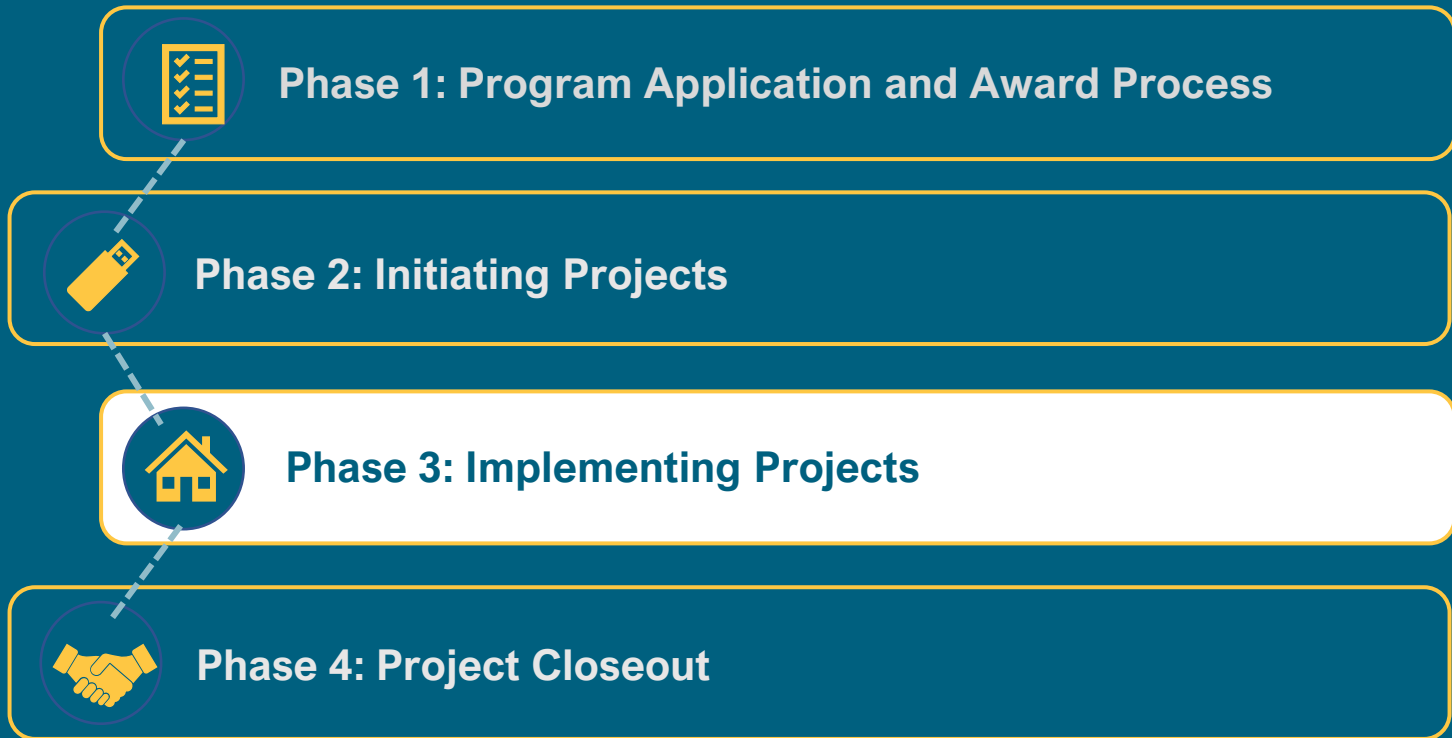 Phase 1: Program Application and Award Process
Phase 2: Initiating Projects
Phase 3: Implementing Projects
Phase 4: Project Closeout